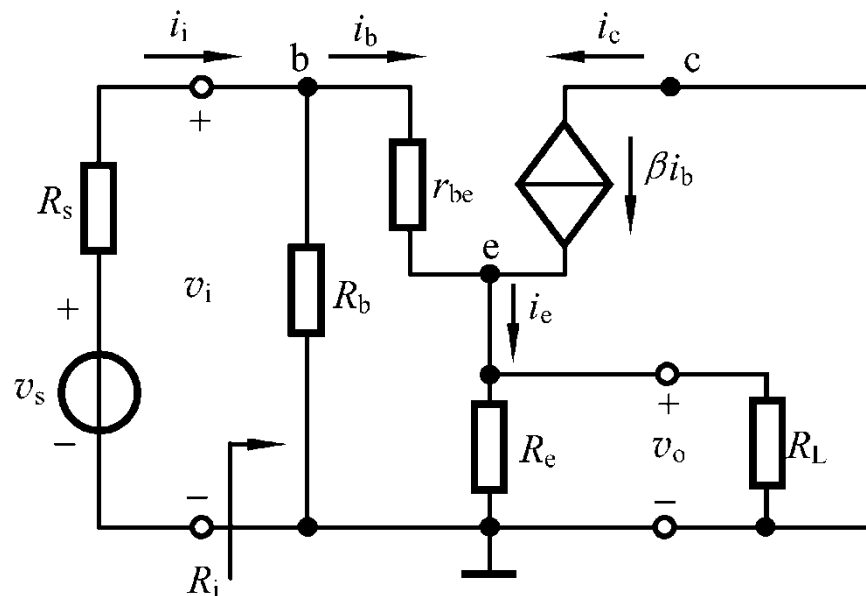 i_i i_b i_c
b c
+
R_s r_be βi_b
e
+ v_i R_b i_e
v_s
+
− R_e v_o R_L
− −
R_i